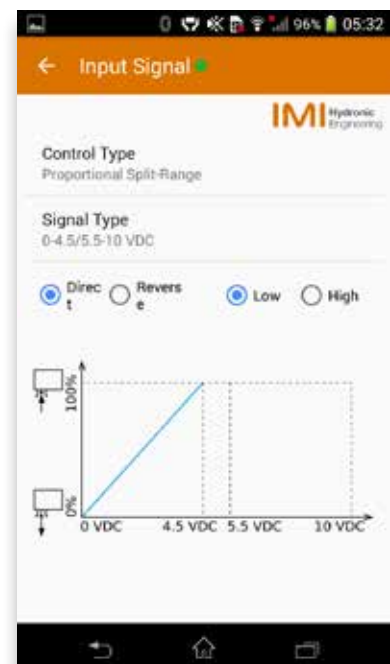 96% 05:32
Input Signal
IMI Hydronic
Engineering
Control Type
Proportional Split-Range
Signal Type
0-4.5/5.5-10 VDC
Direc
t
Revers
e
Low
High
100%
0%
0 VDC 4.5 VDC 5.5 VDC 10 VDC